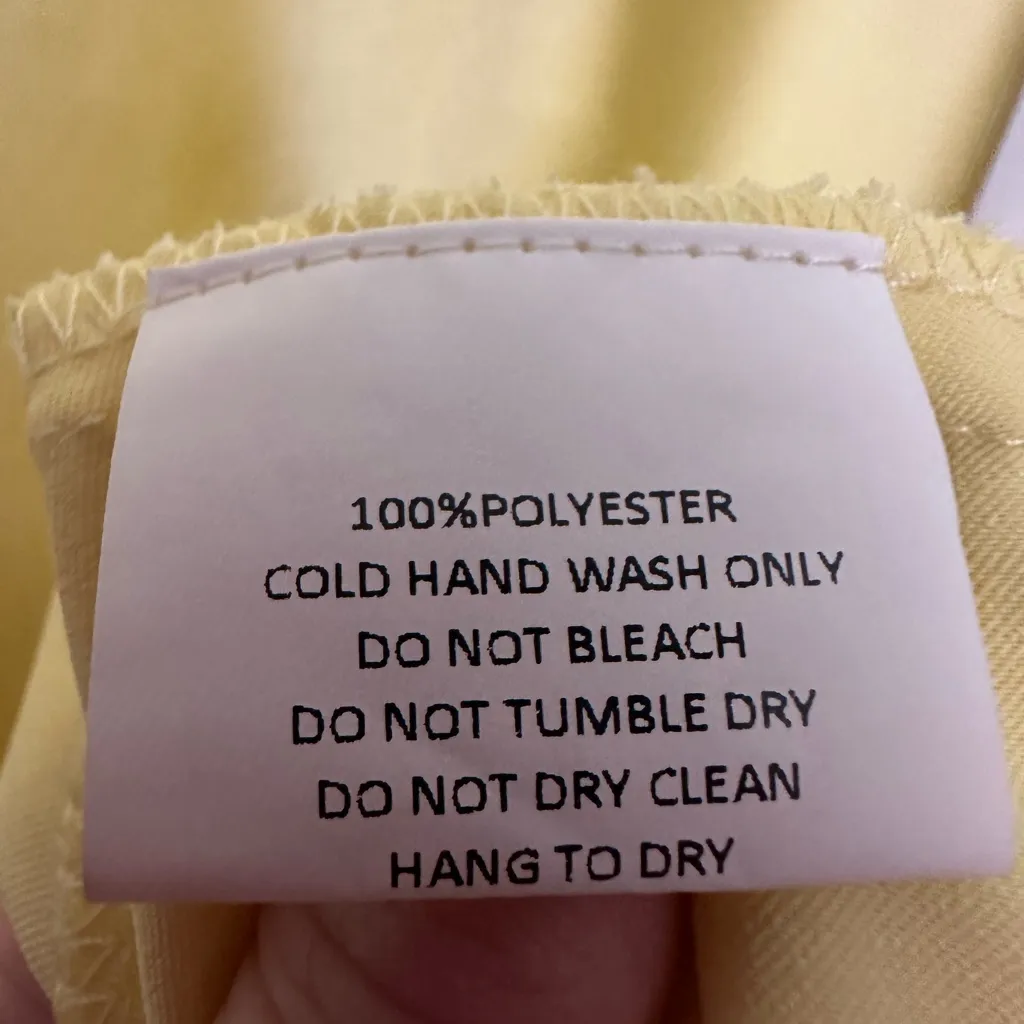 100%POLYESTER
COLD HAND WASH ONLY
DO NOT BLEACH
DO NOT TUMBLE DRY
DO NOT DRY CLEAN
HANG TO DRY